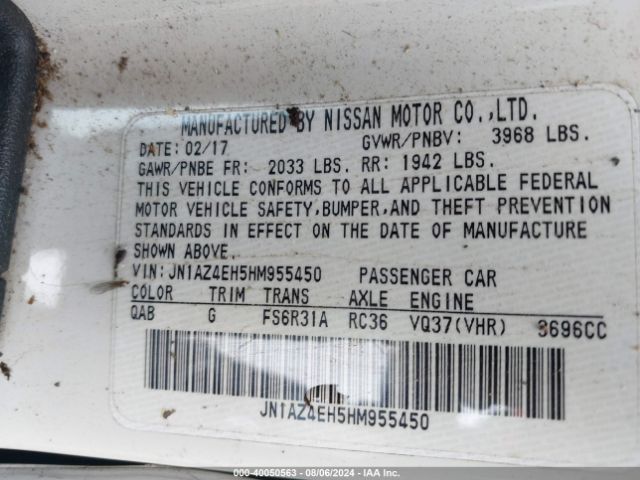 MANUFACTURED BY NISSAN MOTOR CO.,LTD.
DATE: 02/17 GVWR/PNBV: 3968 LBS.
GAWR/PNBE FR: 2033 LBS. RR: 1942 LBS.
THIS VEHICLE CONFORMS TO ALL APPLICABLE FEDERAL
MOTOR VEHICLE SAFETY,BUMPER,AND THEFT PREVENTION
STANDARDS IN EFFECT ON THE DATE OF MANUFACTURE
SHOWN ABOVE.
VIN:JN1AZ4EH5HM955450 PASSENGER CAR
COLOR TRIM TRANS AXLE ENGINE
QAB G FS6R31A RC36 VQ37(VHR) 3696CC
JN1AZ4EH5HM955450
000-40050563 - 08/06/2024 - IAA Inc.